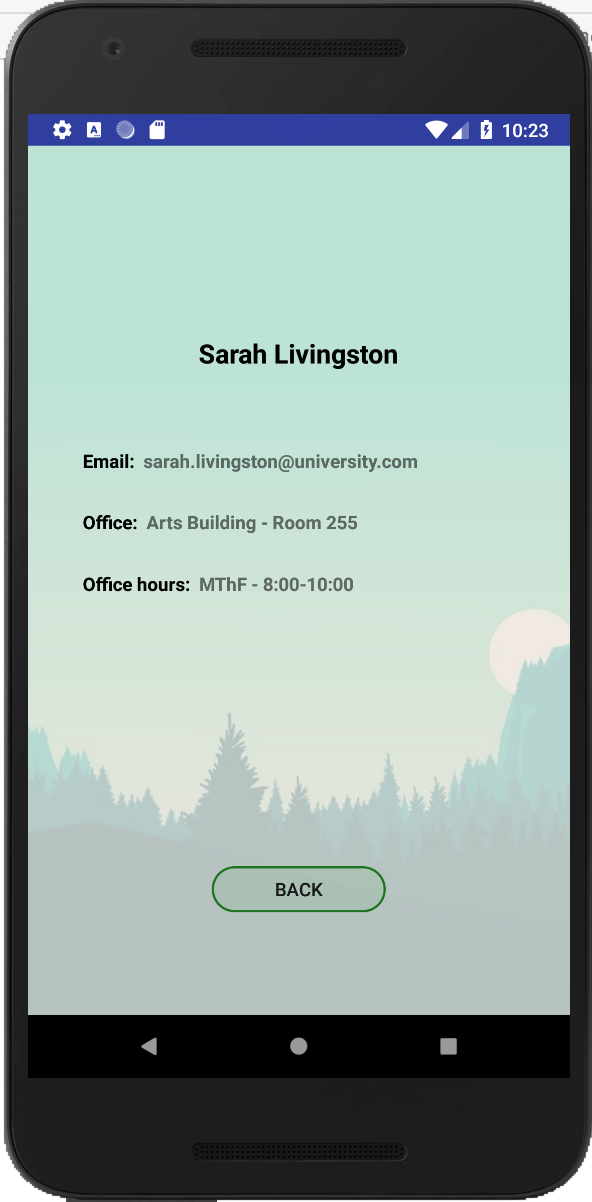 10:23
Sarah Livingston
Email: sarah.livingston@university.com
Office: Arts Building - Room 255
Office hours: MThF - 8:00-10:00
BACK